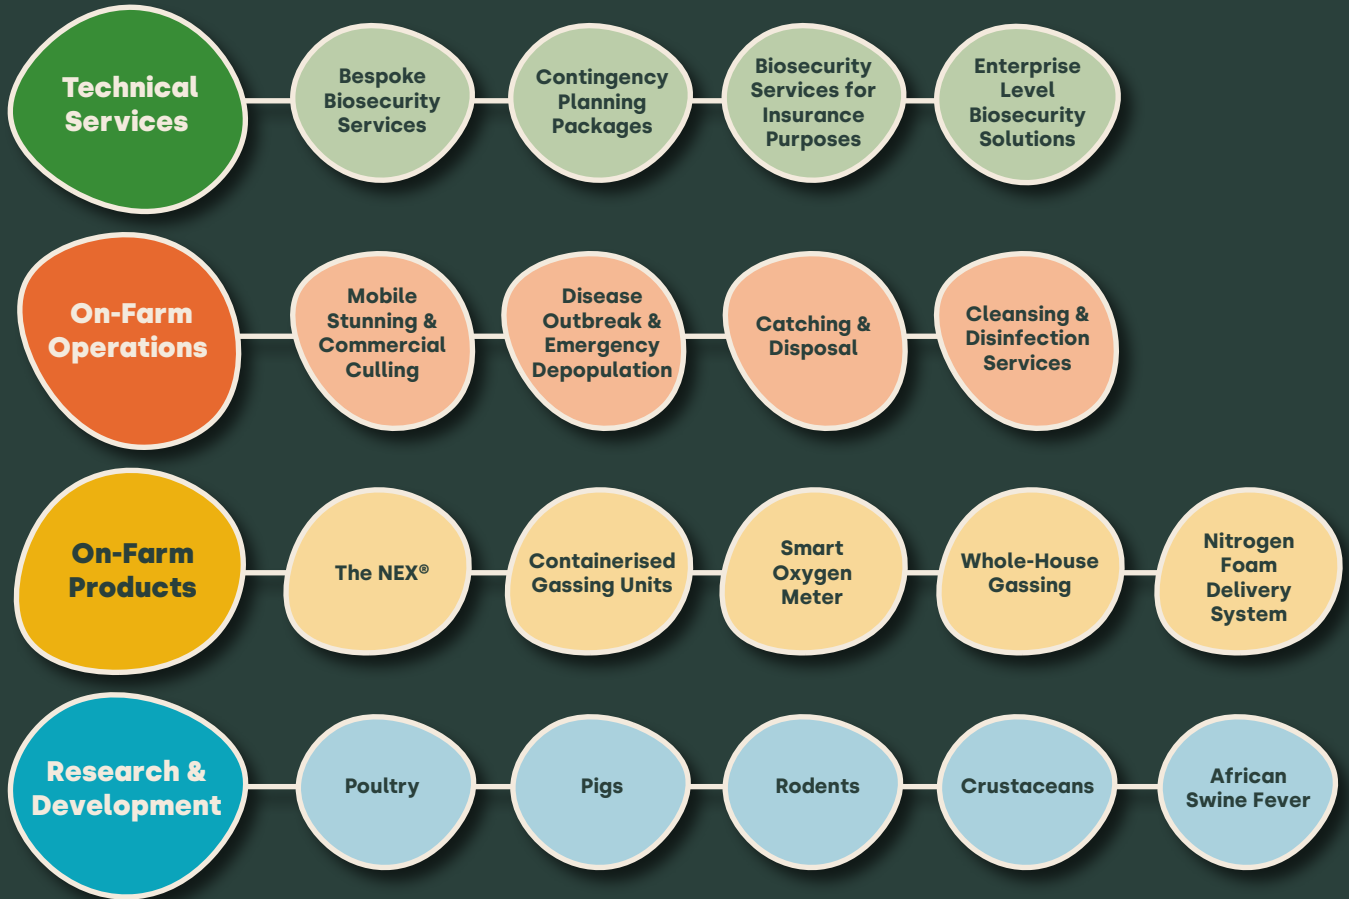 Technical
Services
Bespoke
Biosecurity
Services
Contingency
Planning
Packages
Biosecurity
Services for
Insurance
Purposes
Enterprise
Level
Biosecurity
Solutions
On-Farm
Operations
Mobile
Stunning &
Commercial
Culling
Disease
Outbreak &
Emergency
Depopulation
Catching &
Disposal
Cleansing &
Disinfection
Services
On-Farm
Products
The NEX®
Containerised
Gassing Units
Smart
Oxygen
Meter
Whole-House
Gassing
Nitrogen
Foam
Delivery
System
Research &
Development
Poultry
Pigs
Rodents
Crustaceans
African
Swine Fever